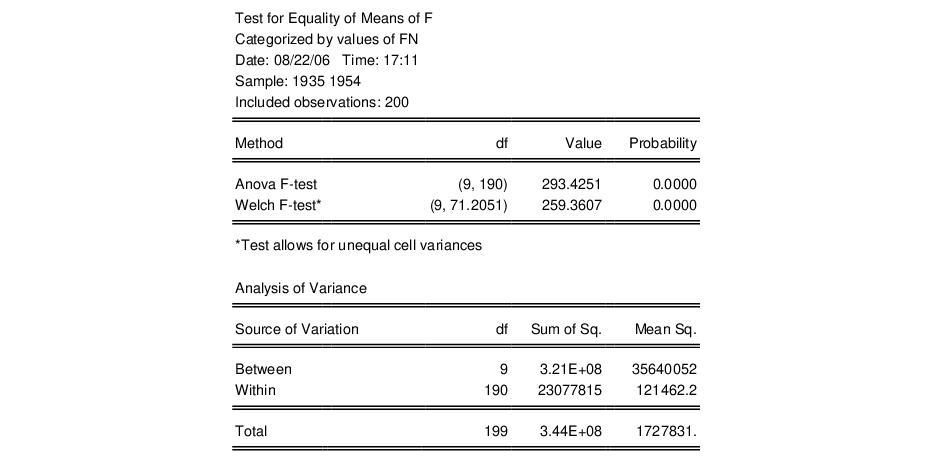 Test for Equality of Means of F
Categorized by values of FN
Date: 08/22/06 Time: 17:11
Sample: 1935 1954
Included observations: 200
Method df Value Probability
Anova F-test (9, 190) 293.4251 0.0000
Welch F-test* (9, 71.2051) 259.3607 0.0000
*Test allows for unequal cell variances
Analysis of Variance
Source of Variation df Sum of Sq. Mean Sq.
Between 9 3.21E+08 35640052
Within 190 23077815 121462.2
Total 199 3.44E+08 1727831.